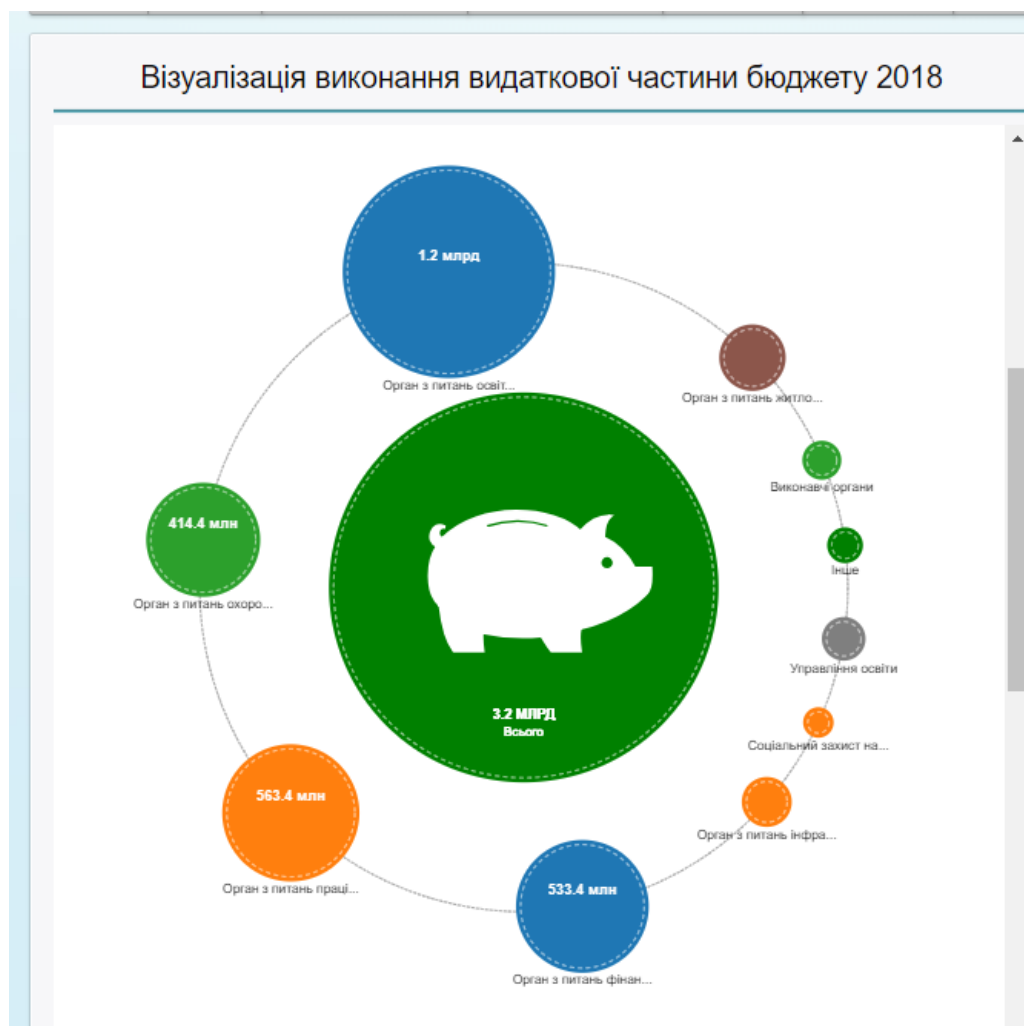 Візуалізація виконання видаткової частини бюджету 2018
1.2 млрд
Орган з питань освіт...
Орган з питань житло...
Виконавчі органи
Інше
Управління освіти
Соціальний захист на...
Орган з питань інфра...
533.4 млн
Орган з питань фінан...
563.4 млн
Орган з питань праці...
414.4 млн
Орган з питань охоро...
3.2 МЛРД
Всього